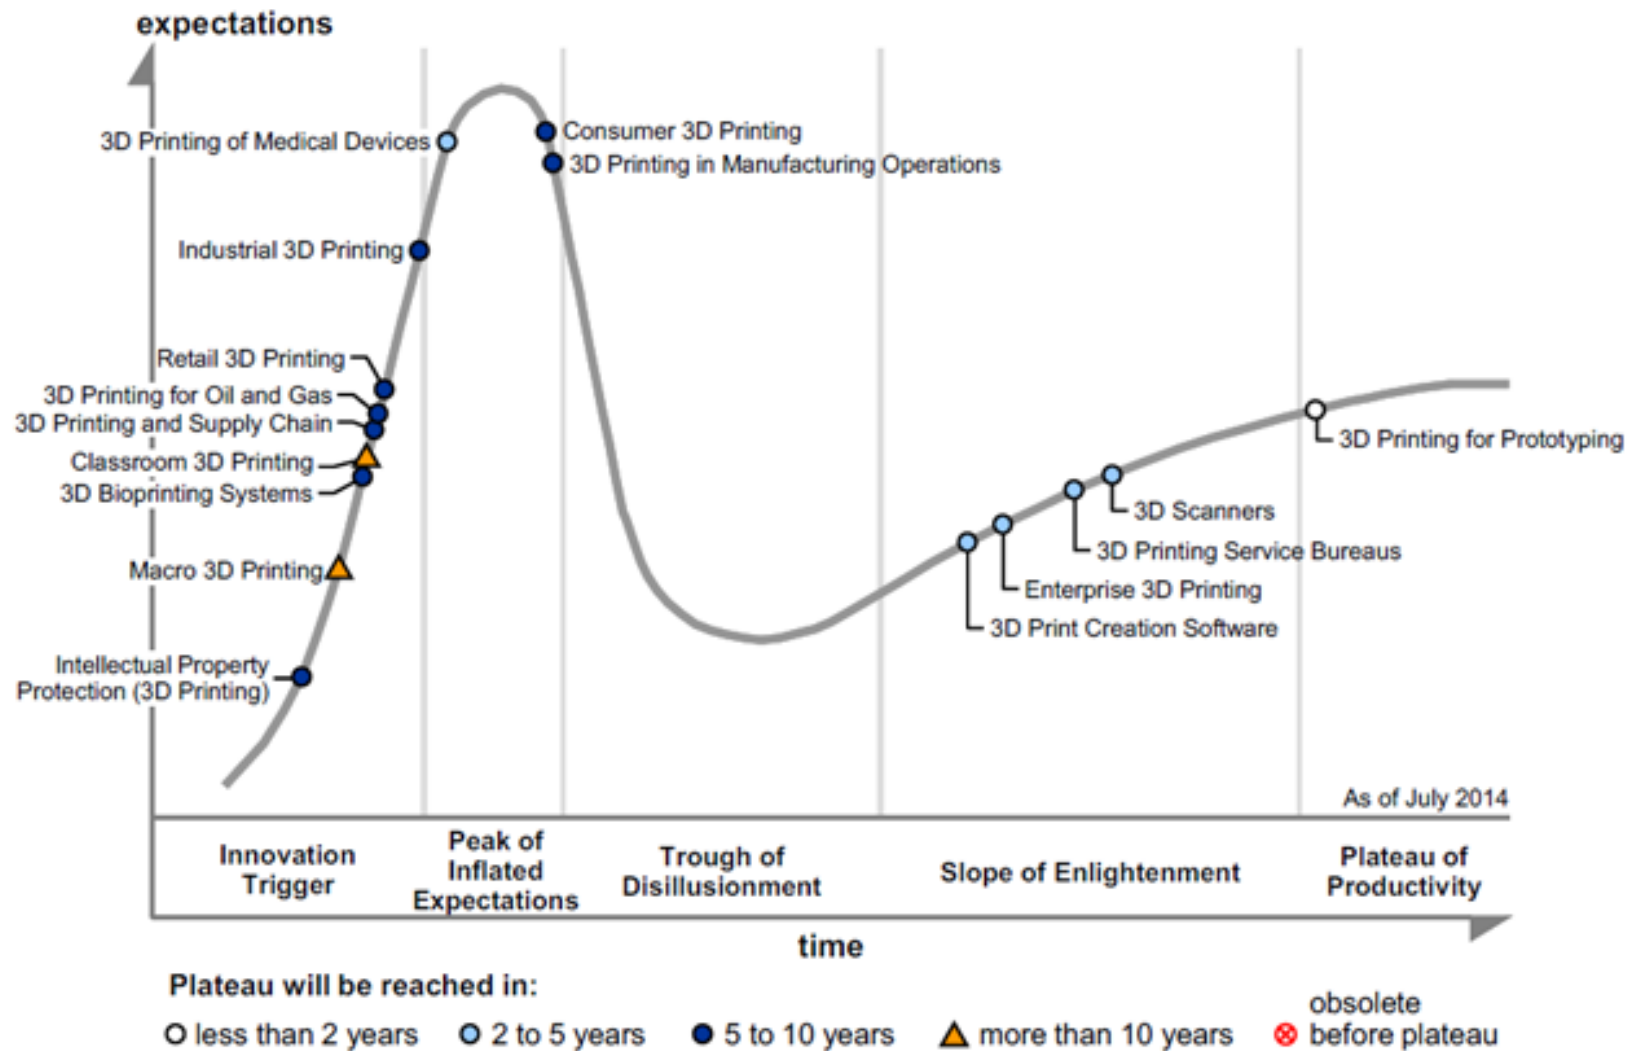 expectations
3D Printing of Medical Devices
Consumer 3D Printing
3D Printing in Manufacturing Operations
Industrial 3D Printing
Retail 3D Printing
3D Printing for Oil and Gas
3D Printing and Supply Chain
Classroom 3D Printing
3D Bioprinting Systems
Macro 3D Printing
Intellectual Property
Protection (3D Printing)
3D Printing for Prototyping
3D Scanners
3D Printing Service Bureaus
Enterprise 3D Printing
3D Print Creation Software
As of July 2014
Innovation
Trigger
Peak of
Inflated
Expectations
Trough of
Disillusionment
Slope of Enlightenment
Plateau of
Productivity
time
Plateau will be reached in:
less than 2 years
2 to 5 years
5 to 10 years
more than 10 years
obsolete
before plateau